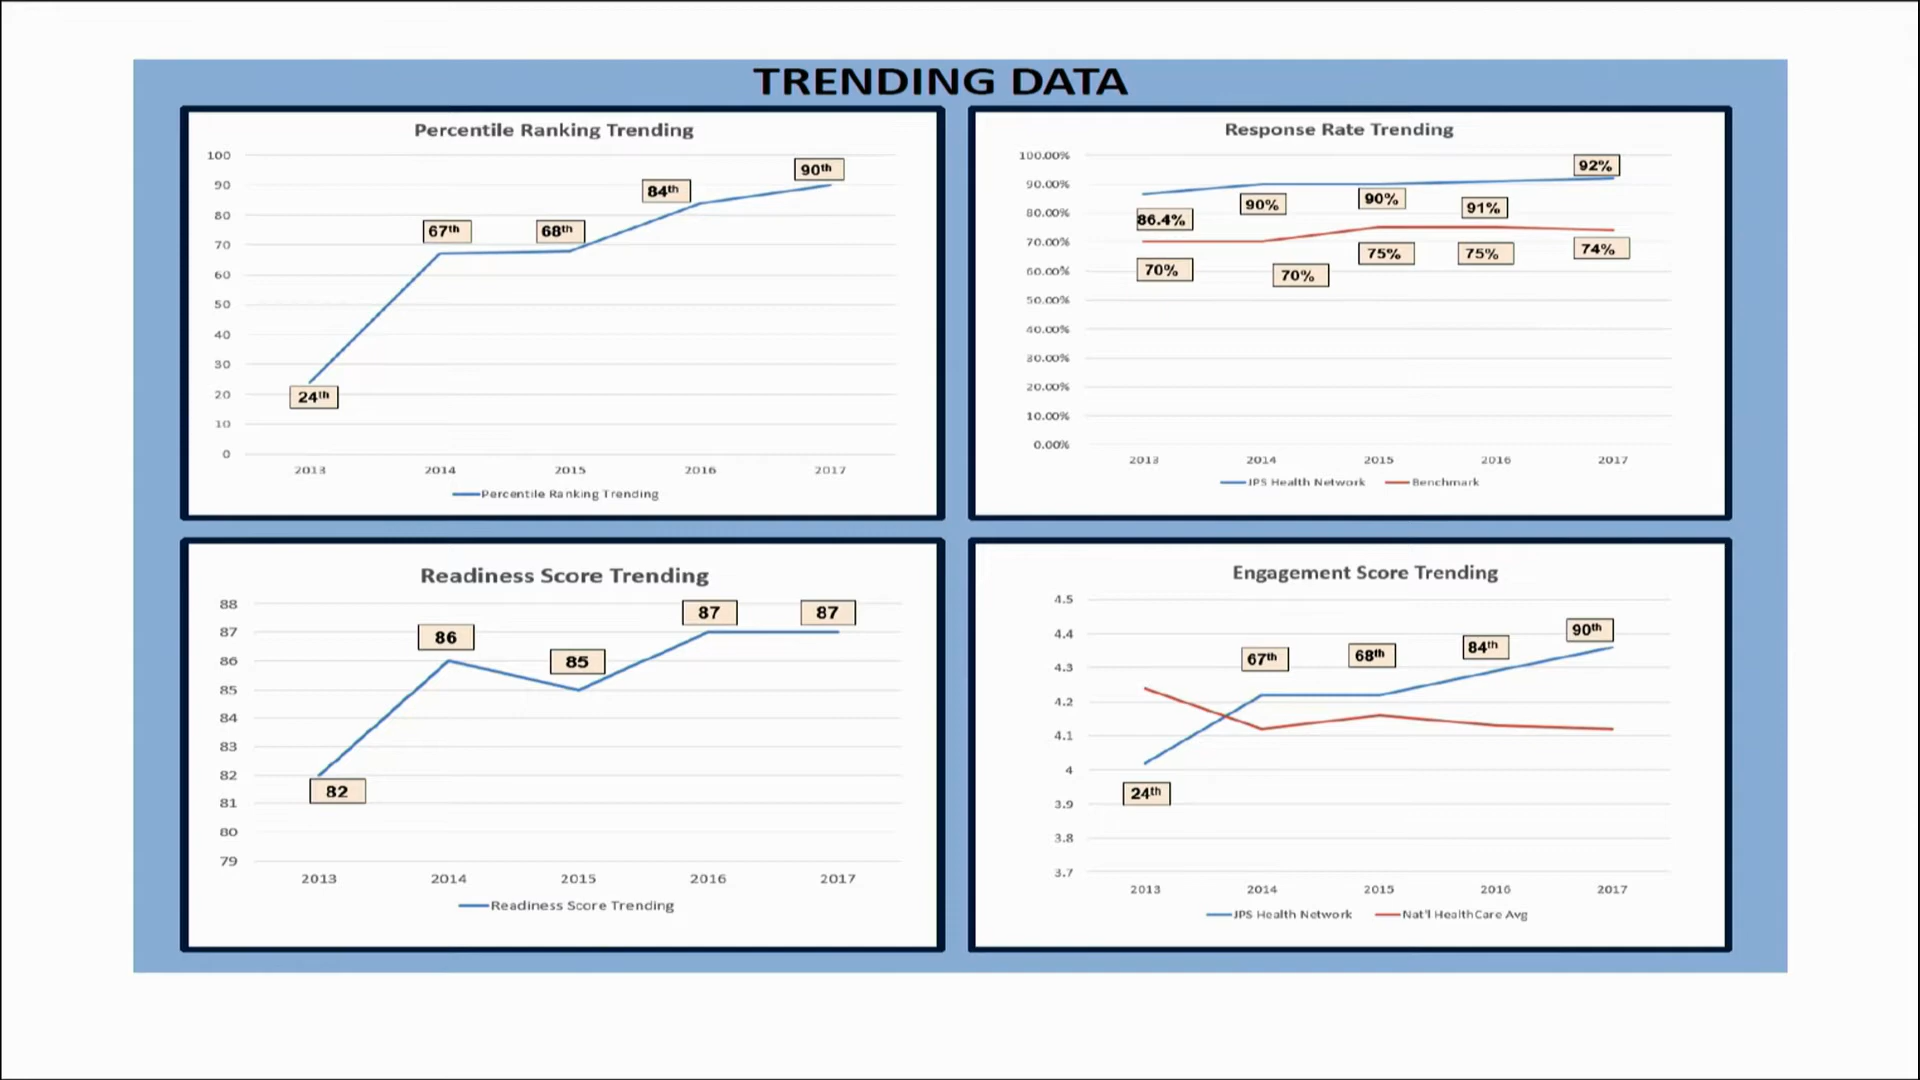 TRENDING DATA
Percentile Ranking Trending
100
90
80
70
60
50
40
30
20
10
0
24th
67th
68th
84th
90th
2013 2014 2015 2016 2017
Percentile Ranking Trending
Response Rate Trending
100.00%
90.00%
80.00%
70.00%
60.00%
50.00%
40.00%
30.00%
20.00%
10.00%
0.00%
86.4% 90% 90% 91% 92%
70% 70% 75% 75% 74%
2013 2014 2015 2016 2017
JPS Health Network Benchmark
Readiness Score Trending
88
87
86
85
84
83
82
81
80
79
82 86 85 87 87
2013 2014 2015 2016 2017
Readiness Score Trending
Engagement Score Trending
4.5
4.4
4.3
4.2
4.1
4
3.9
3.8
3.7
24th 67th 68th 84th 90th
2013 2014 2015 2016 2017
JPS Health Network Nat'l HealthCare Avg